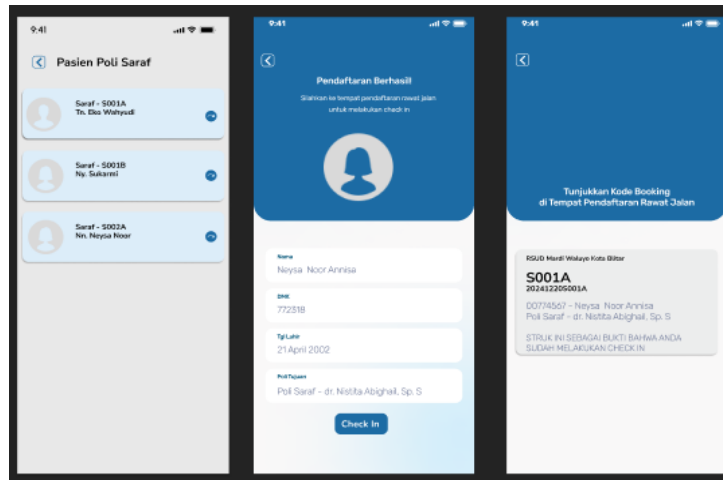 9:41
Pasien Poli Saraf
Saraf - S001A
Tn. Eko Wahyudi
Saraf - S001B
Ny. Sukarmi
Saraf - S002A
Nn. Neysa Noor
9:41
Pendaftaran Berhasil!
Silahkan ke tempat pendaftaran rawat jalan
untuk melakukan check in
Nama
Neysa Noor Annisa
DMK
772318
Tgl Lahir
21 April 2002
Poli Tujuan
Poli Saraf - dr. Nistita Abighail, Sp. S
Check In
9:41
Tunjukkan Kode Booking
di Tempat Pendaftaran Rawat Jalan
RSUD Mardi Waluyo Kota Blitar
S001A
20241220S001A
00774567 - Neysa Noor Annisa
Poli Saraf - dr. Nistita Abighail, Sp. S
STRUK INI SEBAGAI BUKTI BAHWA ANDA
SUDAH MELAKUKAN CHECK IN